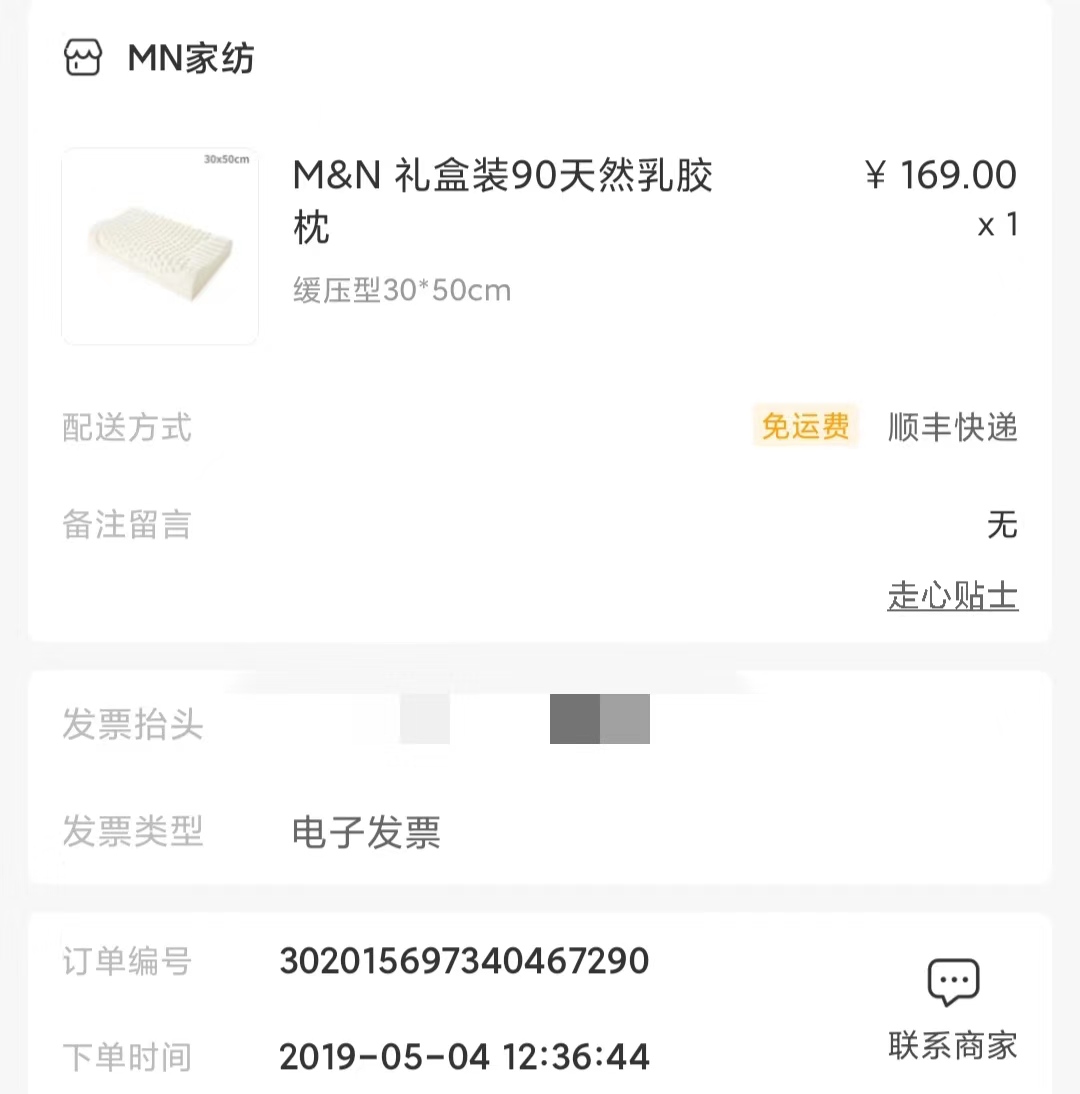 MN家纺
30x50cm
M&N 礼盒装90天然乳胶
枕
¥ 169.00
x 1
缓压型30*50cm
配送方式
免运费 顺丰快递
备注留言
无
走心贴士
发票抬头
发票类型 电子发票
订单编号 302015697340467290
下单时间 2019-05-04 12:36:44
联系商家